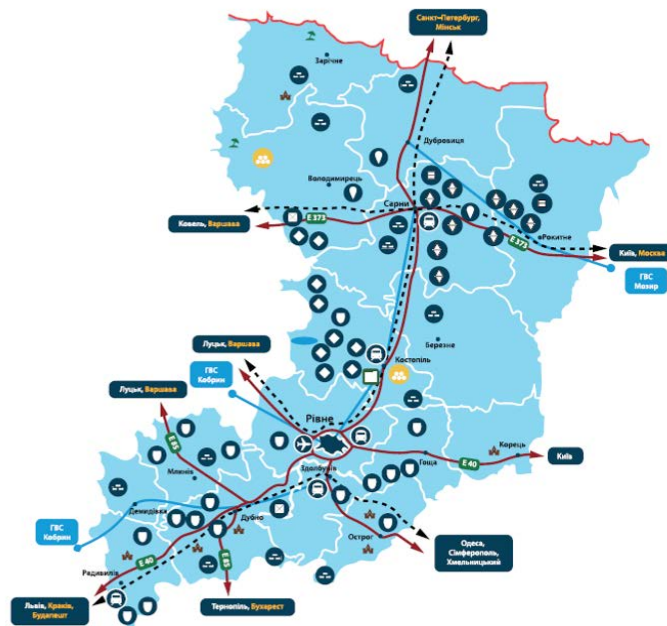 Санкт-Петербург,
Мінськ
Зарічне
Дубровиця
Володимирець
Сарни
E 373
Ковель, Варшава
Рокитне
E 373
Київ, Москва
ГВС
Мозир
Березне
Луцьк, Варшава
Костопіль
ГВС
Кобрин
Луцьк, Варшава
Рівне
E 85
Корець
Гоща
E 40
Київ
Млинів
Здолбунів
Демидівка
Дубно
ГВС
Кобрин
Острог
Одеса,
Сімферополь,
Хмельницький
E 40
E 85
Радивилів
Львів, Краків,
Будапешт
Тернопіль, Бухарест